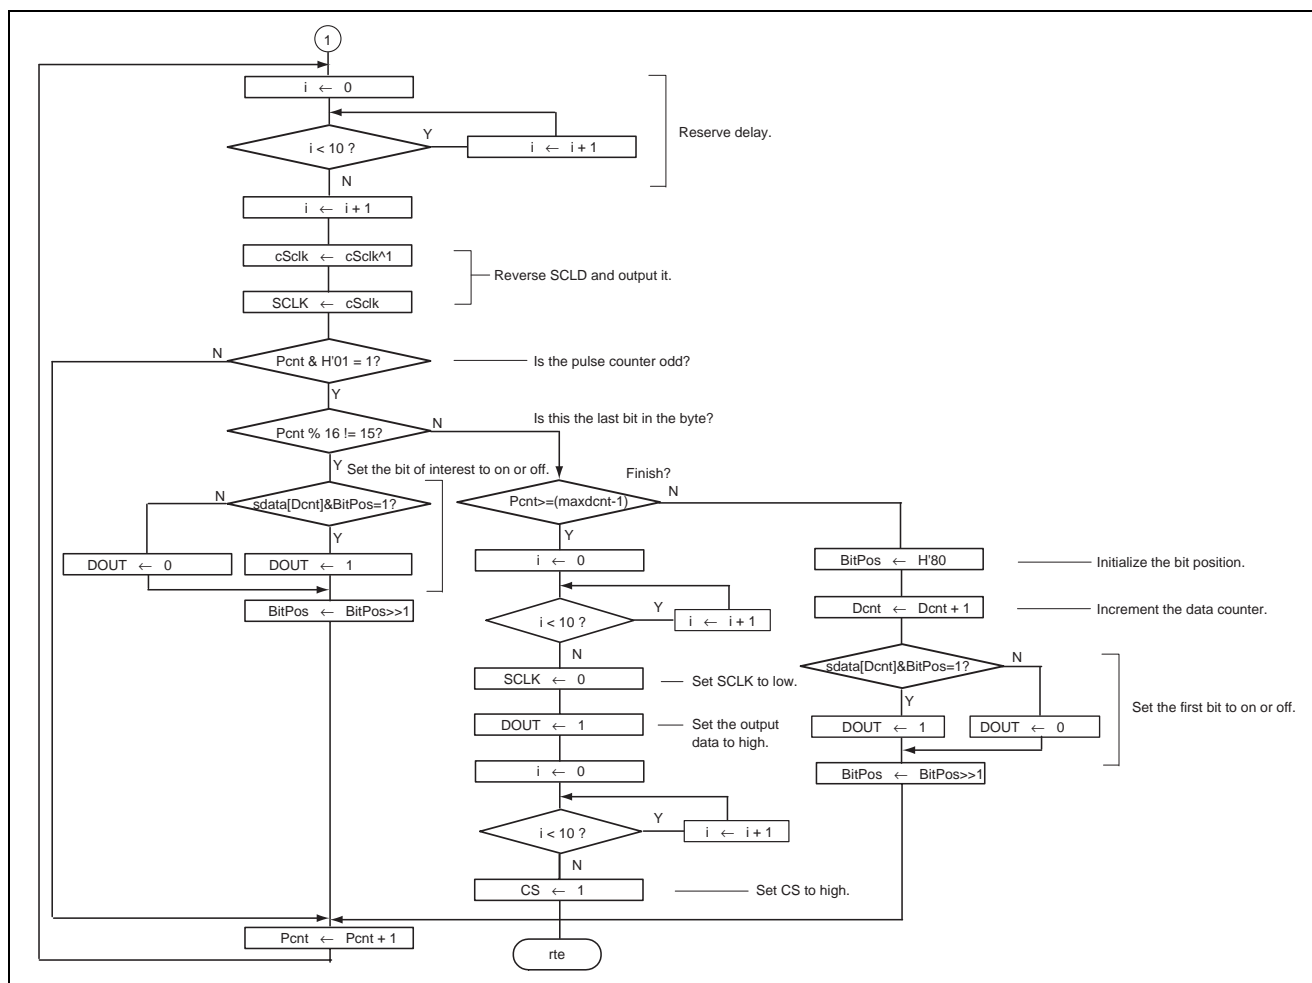 1
i ← 0
i < 10 ?
Y
i ← i + 1
Reserve delay.
N
i ← i + 1
cSclk ← cSclk^1
Reverse SCLD and output it.
SCLK ← cSclk
N
Pcnt & H'01 = 1?
Is the pulse counter odd?
Y
Pcnt % 16 != 15?
N
Is this the last bit in the byte?
Y
Set the bit of interest to on or off.
N
sdata[Dcnt]&BitPos=1?
Y
DOUT ← 0
DOUT ← 1
BitPos ← BitPos>>1
Finish?
Pcnt>=(maxdcnt-1)
N
Y
i ← 0
i < 10 ?
Y
i ← i + 1
N
SCLK ← 0
Set SCLK to low.
DOUT ← 1
Set the output
data to high.
i ← 0
i < 10 ?
Y
i ← i + 1
N
CS ← 1
Set CS to high.
BitPos ← H'80
Initialize the bit position.
Dcnt ← Dcnt + 1
Increment the data counter.
sdata[Dcnt]&BitPos=1?
N
Y
Set the first bit to on or off.
DOUT ← 1
DOUT ← 0
BitPos ← BitPos>>1
Pcnt ← Pcnt + 1
rte